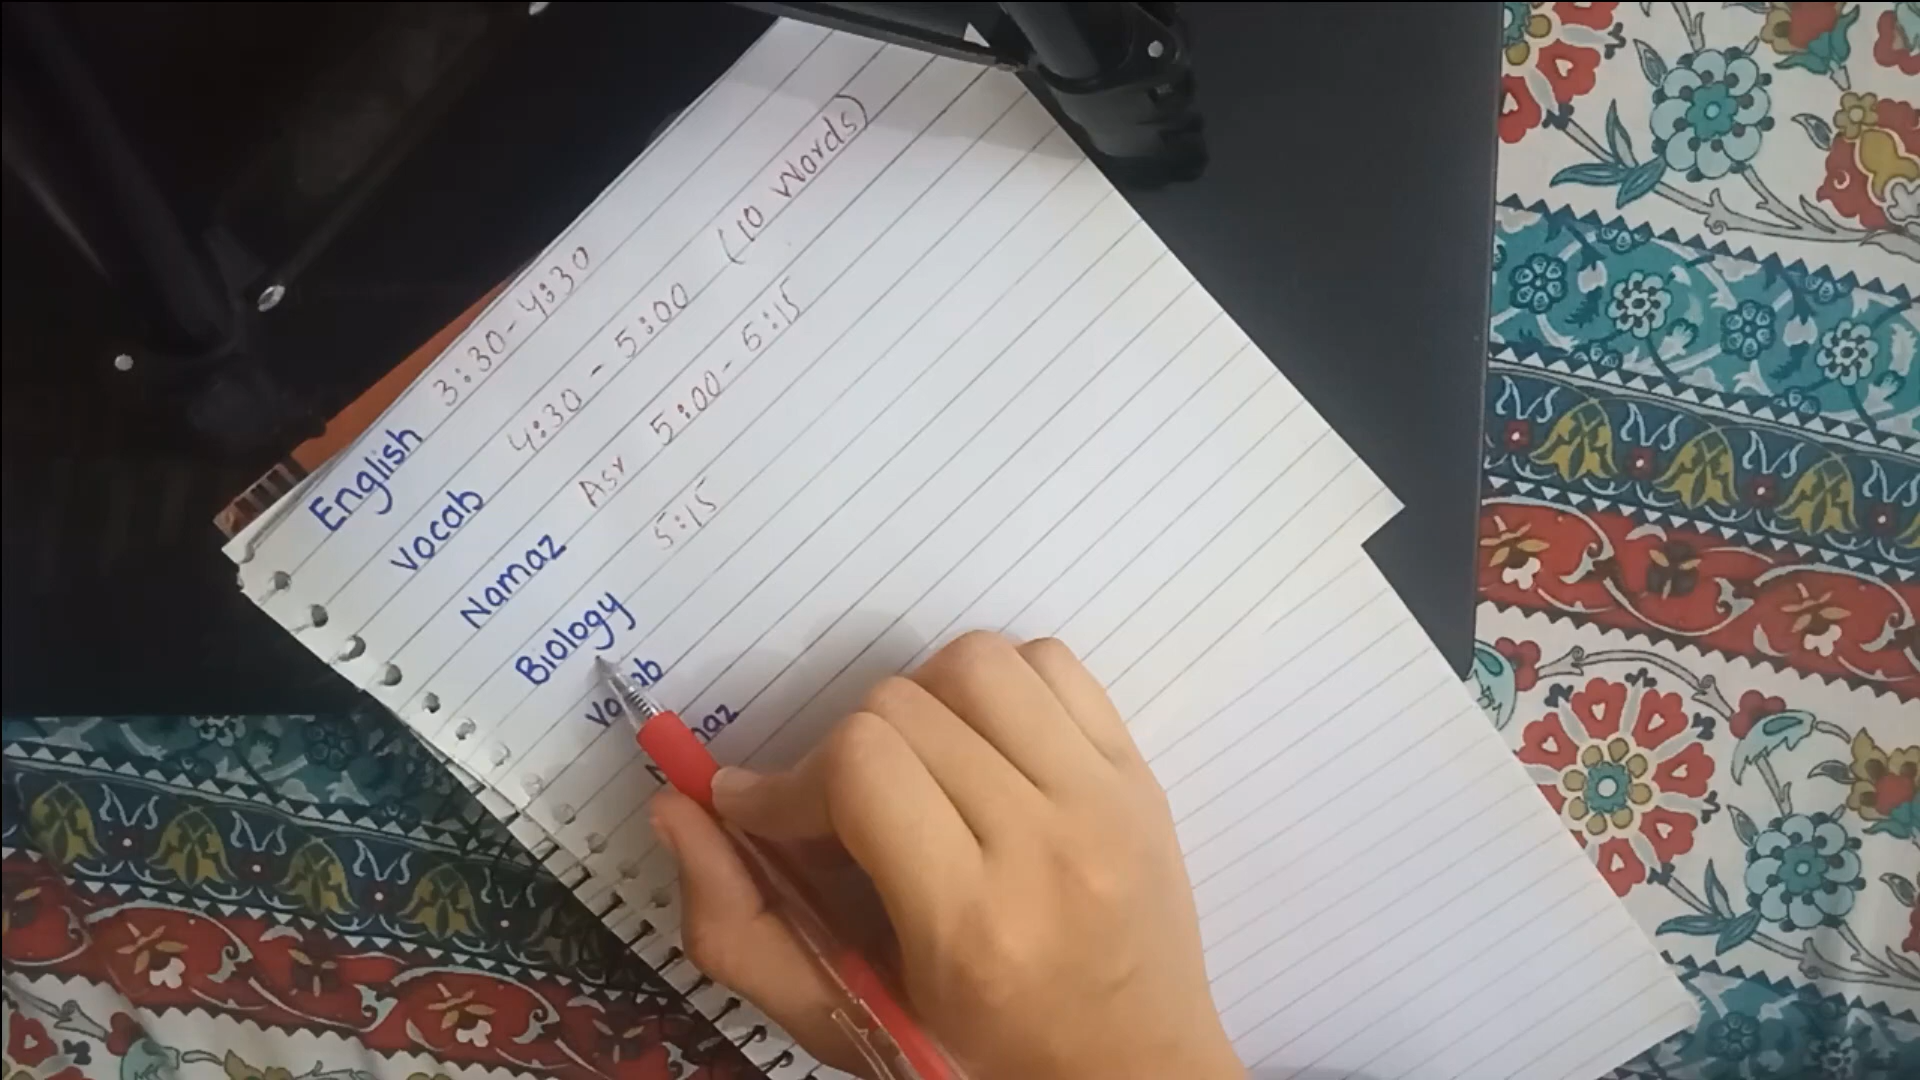 English 3:30-4:30
Vocab 4:30 - 5:00 (10 Words)
Namaz Asr 5:00 - 5:15
Biology 5:15